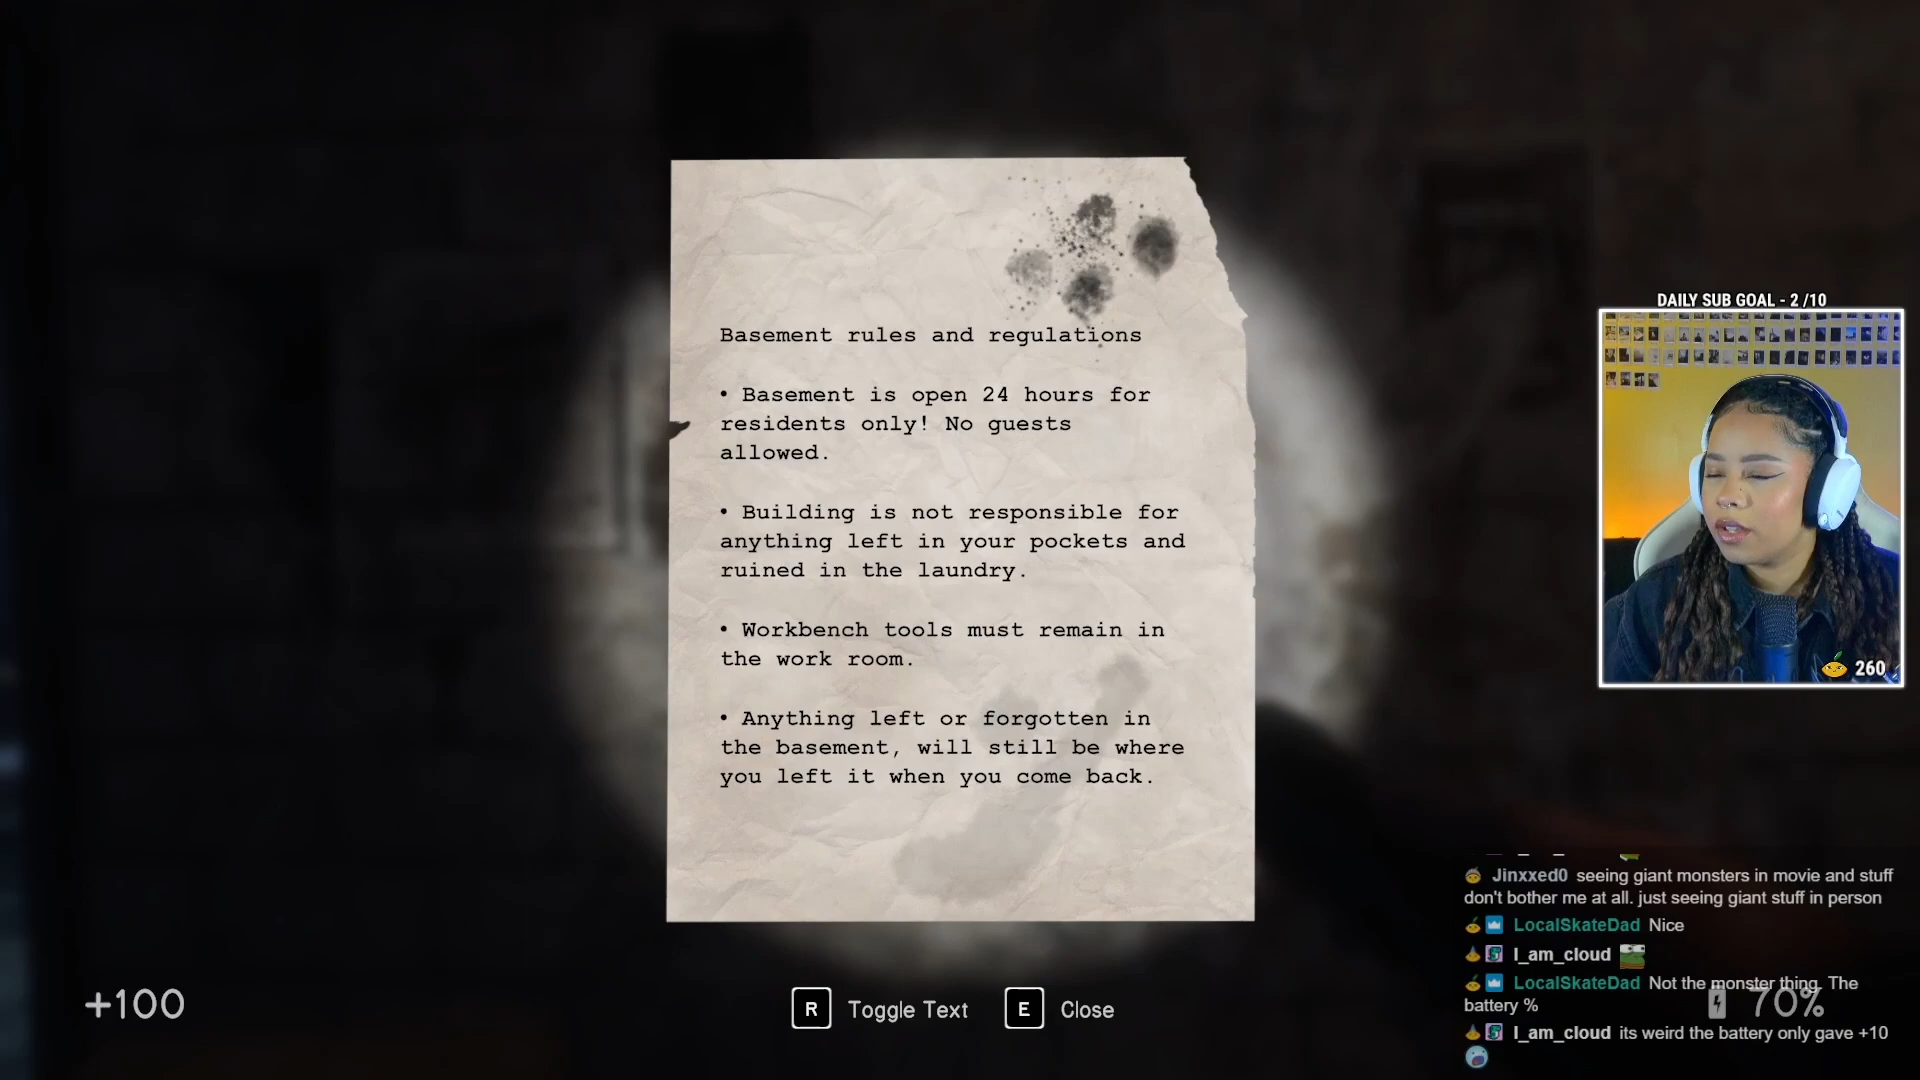 Basement rules and regulations
• Basement is open 24 hours for
residents only! No guests
allowed.
• Building is not responsible for
anything left in your pockets and
ruined in the laundry.
• Workbench tools must remain in
the work room.
• Anything left or forgotten in
the basement, will still be where
you left it when you come back.
+100
R Toggle Text E Close
70%
DAILY SUB GOAL - 2 /10
260
Jinxxed0 seeing giant monsters in movie and stuff
don't bother me at all. just seeing giant stuff in person
LocalSkateDad Nice
I_am_cloud
LocalSkateDad Not the monster thing. The
battery %
I_am_cloud its weird the battery only gave +10